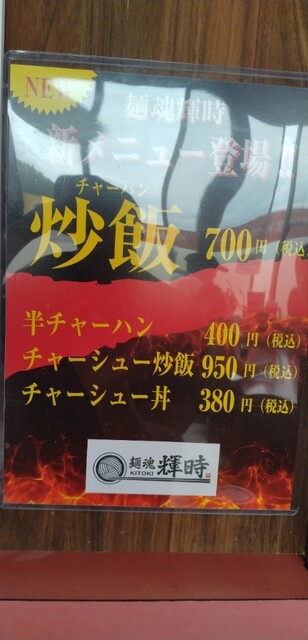 NEW
麺魂輝時
新メニュー登場!!
チャーハン
炒飯 700円(税込)
半チャーハン 400円(税込)
チャーシュー炒飯 950円(税込)
チャーシュー丼 380円(税込)
麺魂 輝時
KITOKI